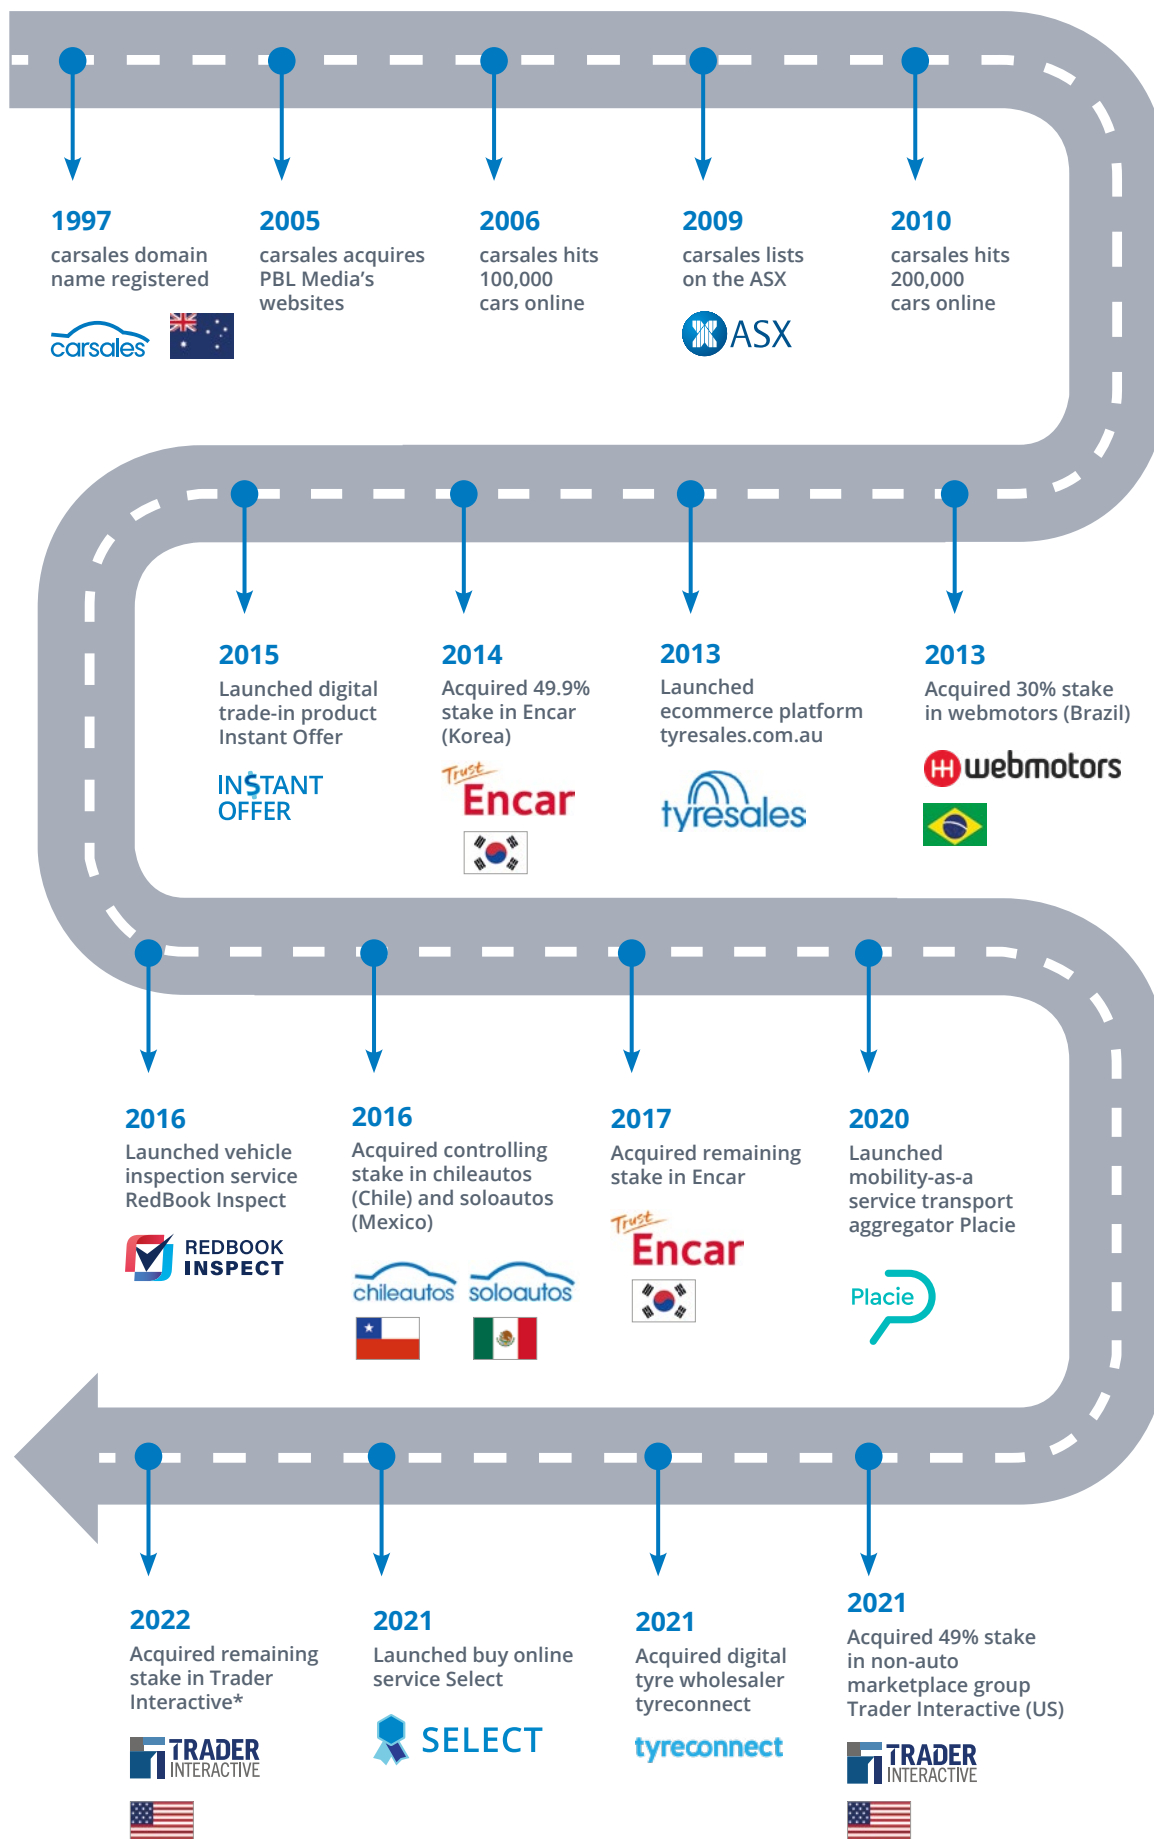 1997
carsales domain
name registered
carsales
2005
carsales acquires
PBL Media’s
websites
2006
carsales hits
100,000
cars online
2009
carsales lists
on the ASX
ASX
2010
carsales hits
200,000
cars online
2015
Launched digital
trade-in product
Instant Offer
IN$TANT
OFFER
2014
Acquired 49.9%
stake in Encar
(Korea)
Trust
Encar
2013
Launched
ecommerce platform
tyresales.com.au
tyresales
2013
Acquired 30% stake
in webmotors (Brazil)
webmotors
2016
Launched vehicle
inspection service
RedBook Inspect
REDBOOK
INSPECT
2016
Acquired controlling
stake in chileautos
(Chile) and soloautos
(Mexico)
chileautos soloautos
2017
Acquired remaining
stake in Encar
Trust
Encar
2020
Launched
mobility-as-a
service transport
aggregator Placie
Placie
2022
Acquired remaining
stake in Trader
Interactive*
TRADER
INTERACTIVE
2021
Launched buy online
service Select
SELECT
2021
Acquired digital
tyre wholesaler
tyreconnect
tyreconnect
2021
Acquired 49% stake
in non-auto
marketplace group
Trader Interactive (US)
TRADER
INTERACTIVE